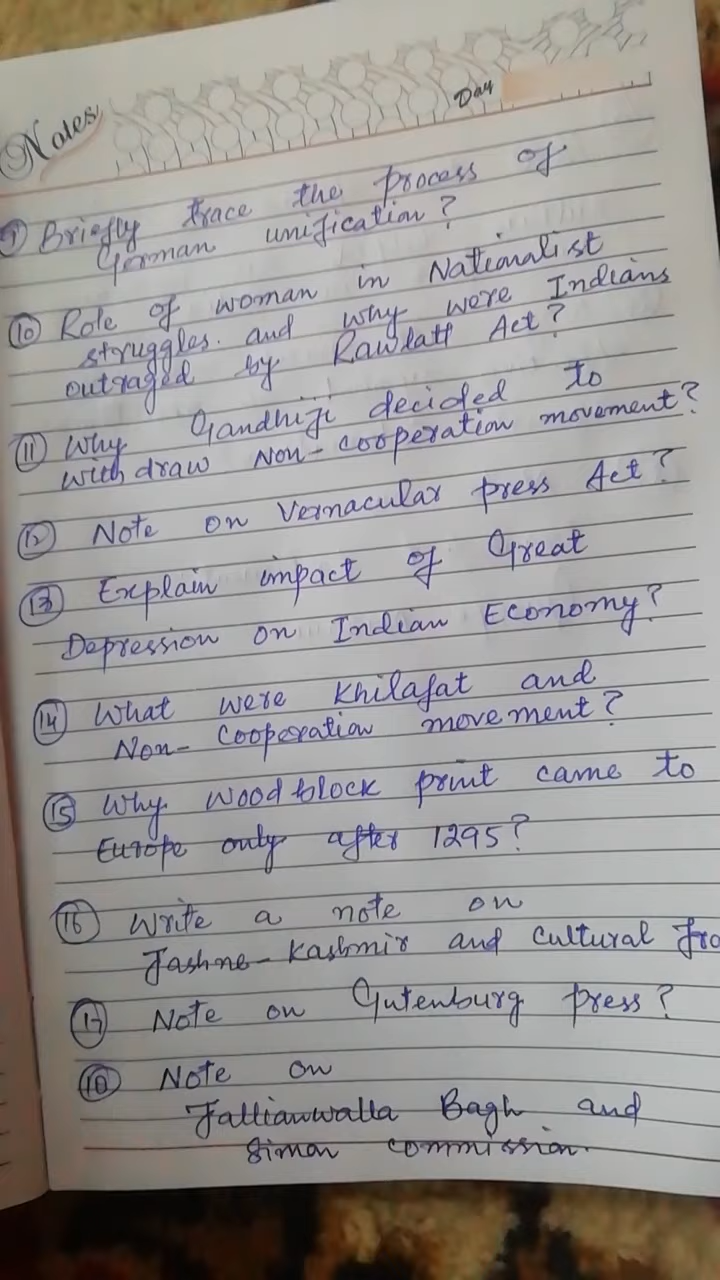 Notes
Day
⑨ Briefly trace the process of
German unification?
⑩ Role of woman in Nationalist
struggles. and why were Indians
outraged by Rawlatt Act?
⑪ Why Gandhiji decided to
withdraw Non-cooperation movement?
⑫ Note on Vernacular press Act?
⑬ Explain impact of Great
Depression on Indian Economy?
⑭ What were Khilafat and
Non-Cooperation movement?
⑮ Why wood block print came to
Europe only after 1295?
⑯ Write a note on
Jashne-Kashmir and cultural fro
⑰ Note on Gutenburg press?
⑱ Note on
Jallianwalla Bagh and
Simon commission.